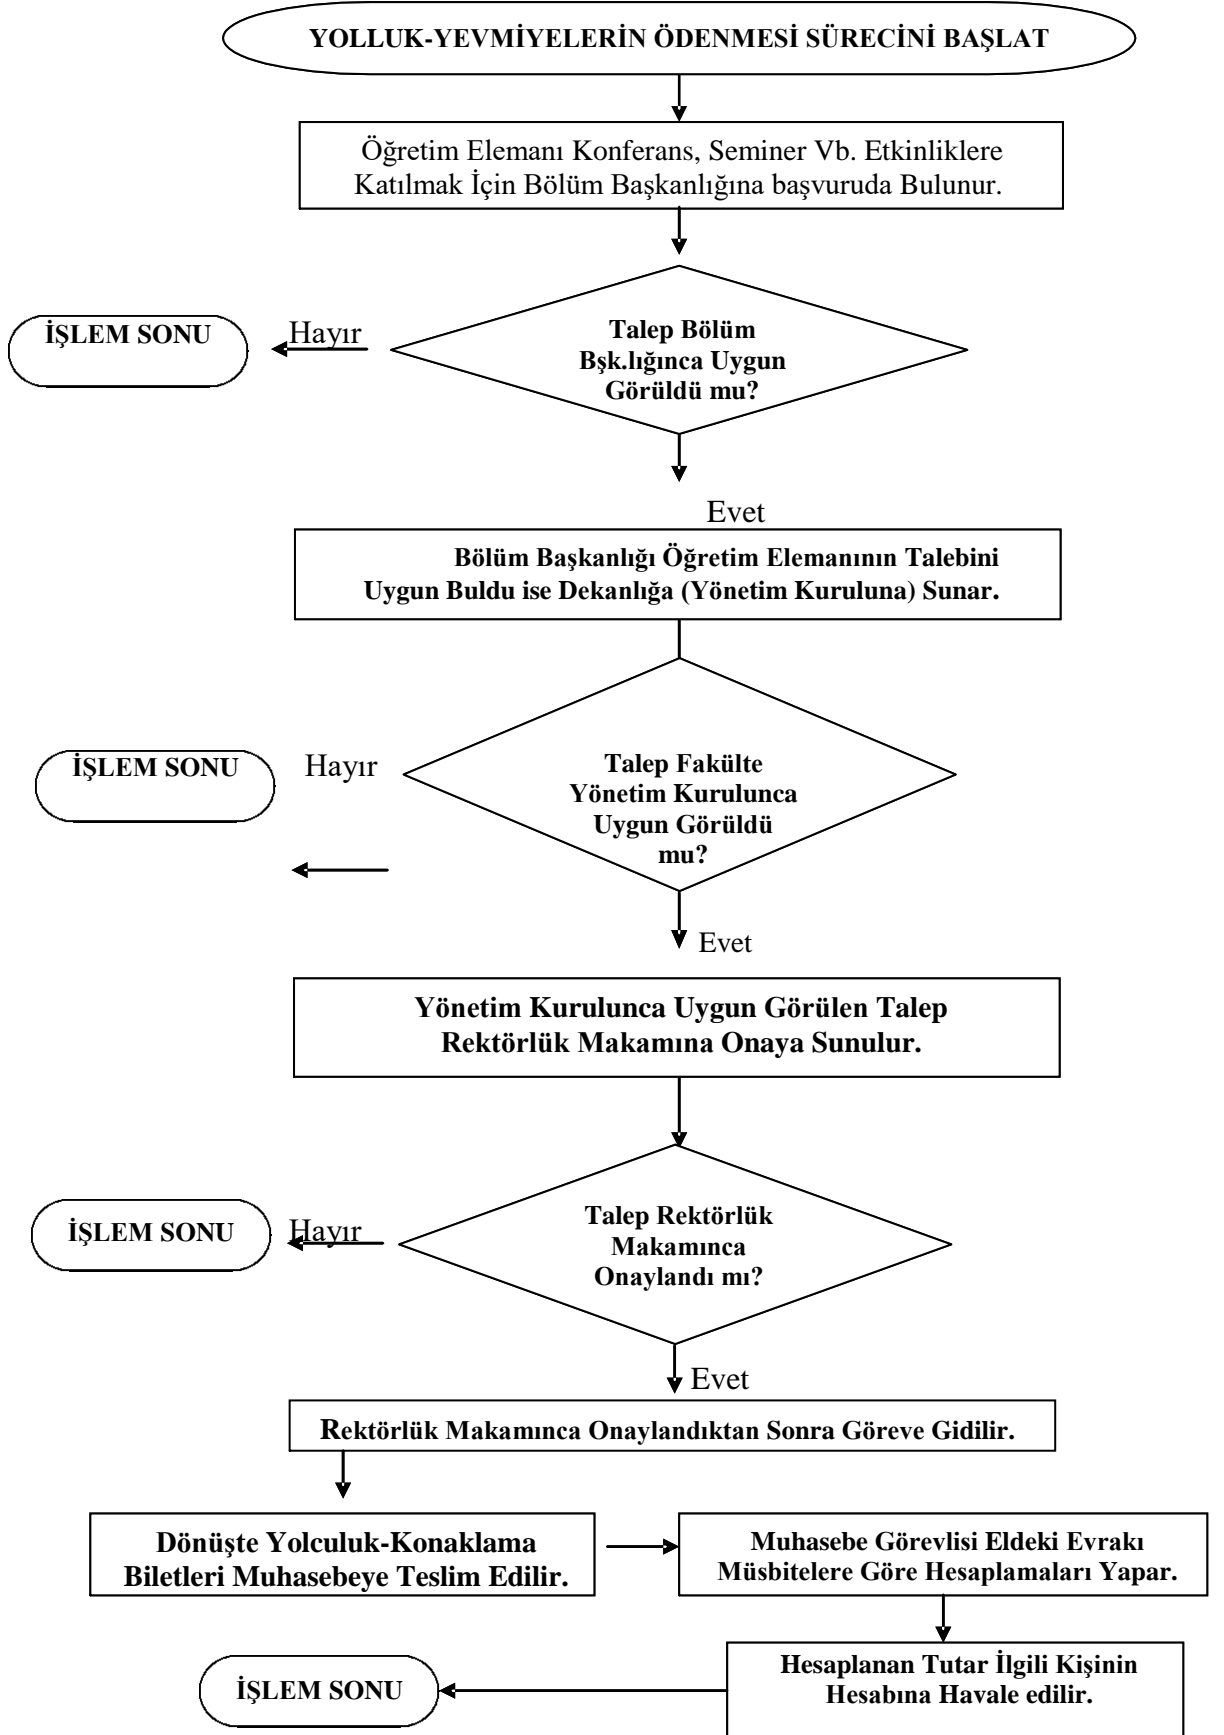 YOLLUK-YEVMİYELERİN ÖDENMESİ SÜRECİNİ BAŞLAT
Öğretim Elemanı Konferans, Seminer Vb. Etkinliklere
Katılmak İçin Bölüm Başkanlığına başvuruda Bulunur.
İŞLEM SONU
Hayır
Talep Bölüm
Bşk.lığınca Uygun
Görüldü mu?
Evet
Bölüm Başkanlığı Öğretim Elemanının Talebini
Uygun Buldu ise Dekanlığa (Yönetim Kuruluna) Sunar.
İŞLEM SONU
Hayır
Talep Fakülte
Yönetim Kurulunca
Uygun Görüldü
mu?
Evet
Yönetim Kurulunca Uygun Görülen Talep
Rektörlük Makamına Onaya Sunulur.
İŞLEM SONU
Hayır
Talep Rektörlük
Makamınca
Onaylandı mı?
Evet
Rektörlük Makamınca Onaylandıktan Sonra Göreve Gidilir.
Dönüşte Yolculuk-Konaklama
Biletleri Muhasebeye Teslim Edilir.
Muhasebe Görevlisi Eldeki Evrakı
Müsbitelere Göre Hesaplamaları Yapar.
Hesaplanan Tutar İlgili Kişinin
Hesabına Havale edilir.
İŞLEM SONU